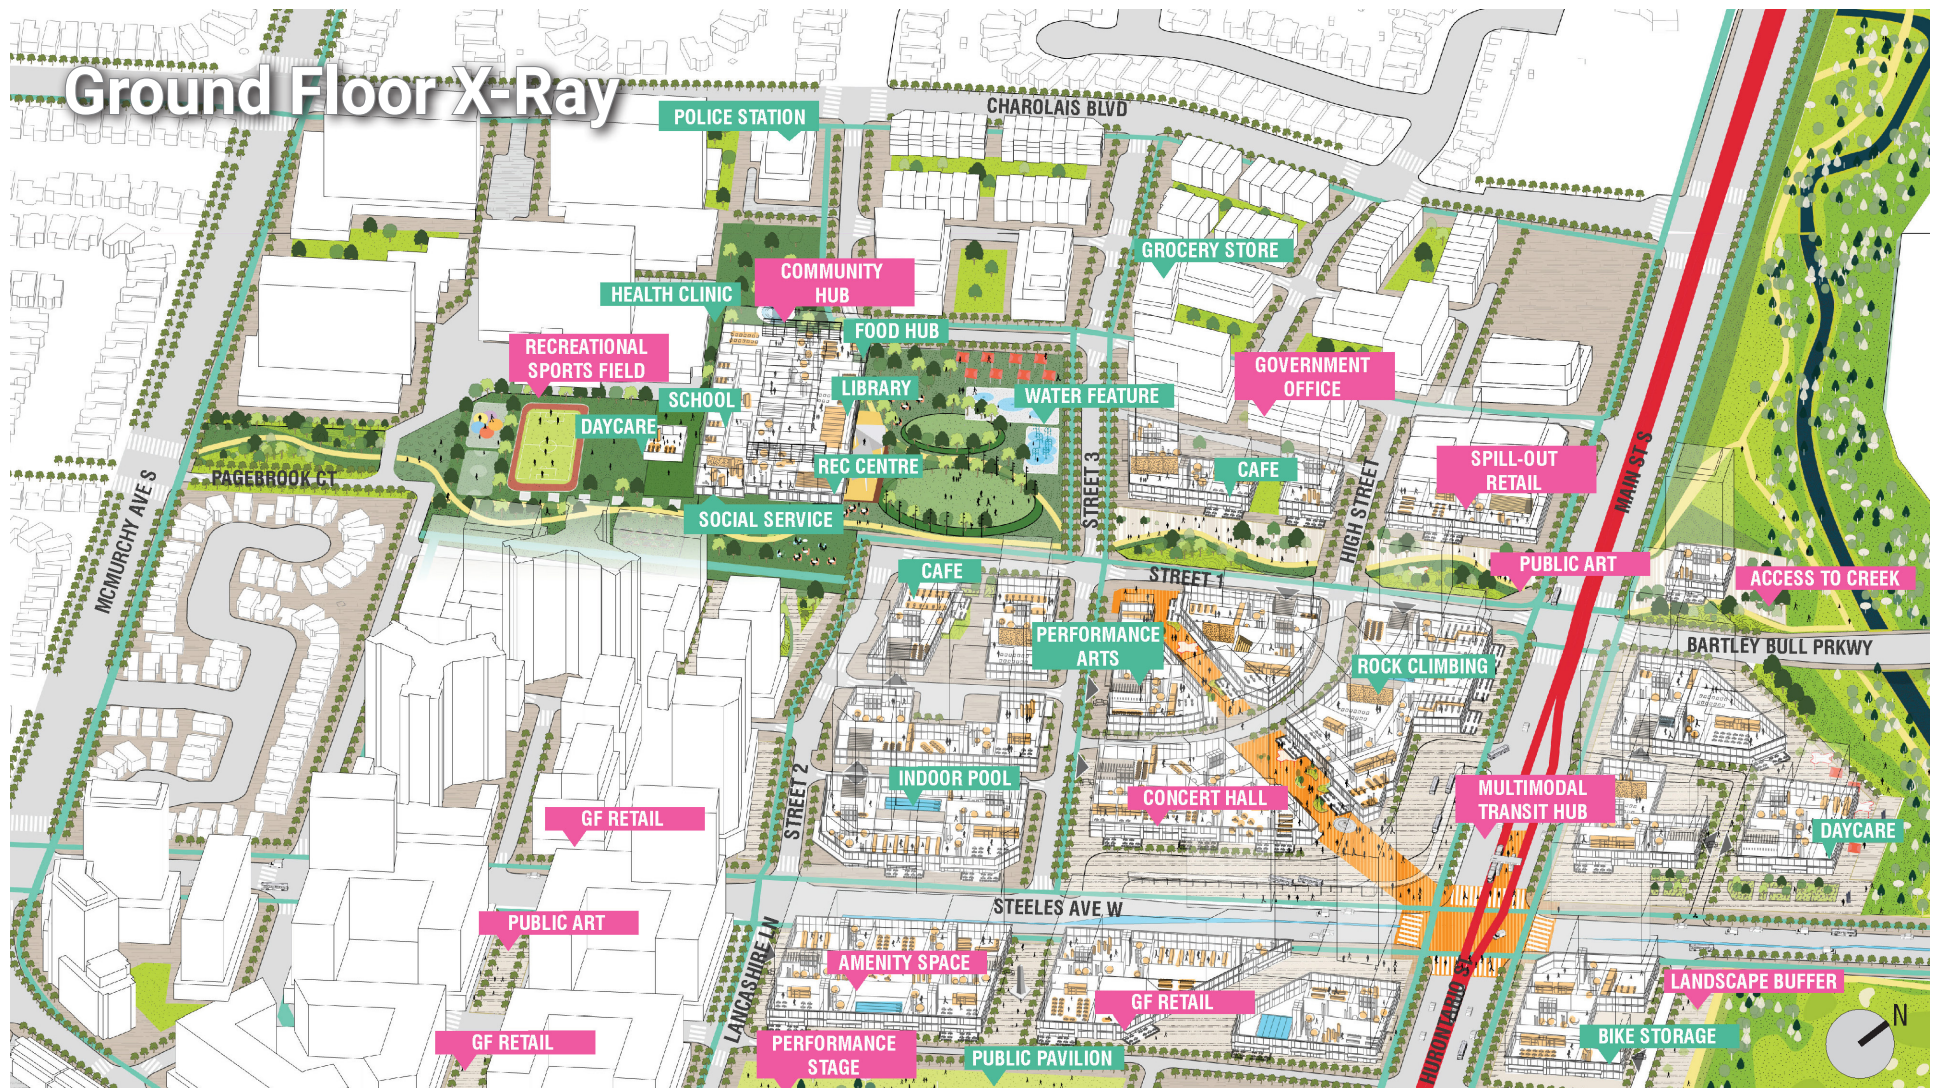 Ground Floor X-Ray
CHAROLAIS BLVD
POLICE STATION
GROCERY STORE
COMMUNITY
HUB
HEALTH CLINIC
FOOD HUB
RECREATIONAL
SPORTS FIELD
GOVERNMENT
OFFICE
LIBRARY
SCHOOL
WATER FEATURE
DAYCARE
REC CENTRE
CAFE
SPILL-OUT
RETAIL
MAIN ST S
PAGEBROOK CT
STREET 3
HIGH STREET
MCMURCHY AVE S
SOCIAL SERVICE
PUBLIC ART
CAFE
STREET 1
ACCESS TO CREEK
PERFORMANCE
ARTS
BARTLEY BULL PRKWY
ROCK CLIMBING
INDOOR POOL
STREET 2
CONCERT HALL
MULTIMODAL
TRANSIT HUB
GF RETAIL
DAYCARE
STEELES AVE W
PUBLIC ART
LANCASHIRE LN
AMENITY SPACE
HURONTARIO ST
LANDSCAPE BUFFER
GF RETAIL
N
GF RETAIL
PERFORMANCE
STAGE
PUBLIC PAVILION
BIKE STORAGE